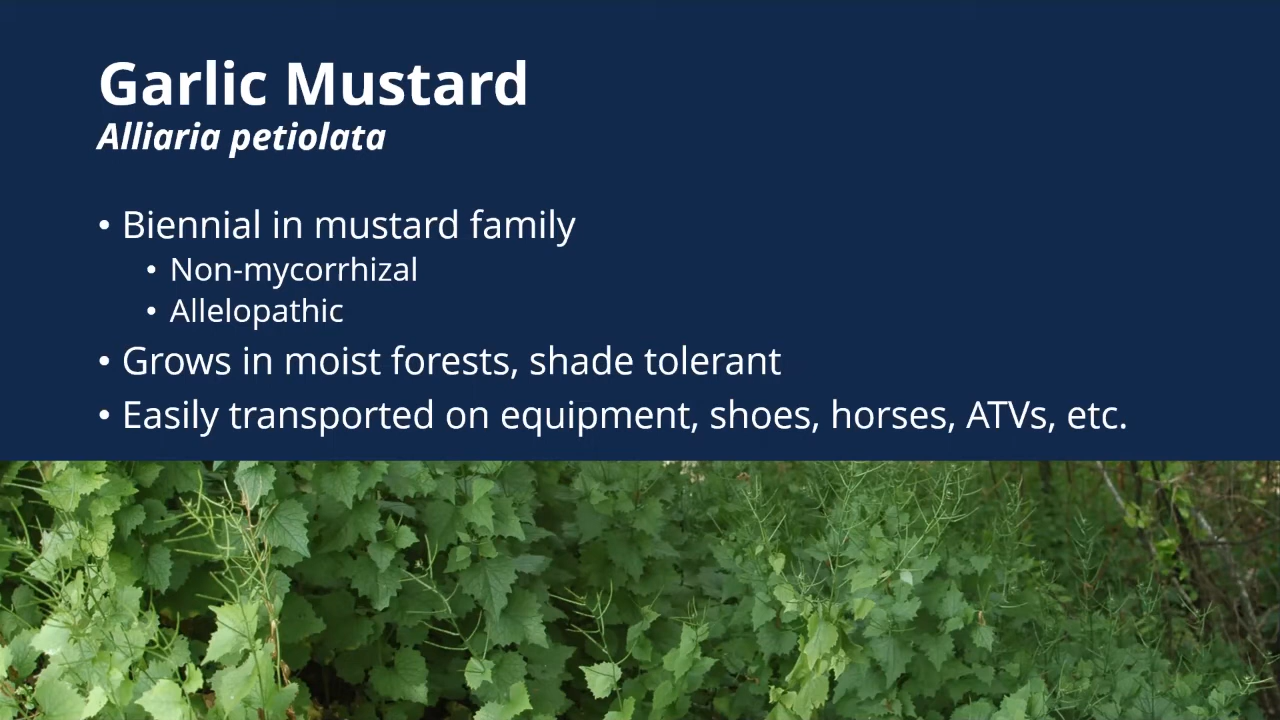 Garlic Mustard
Alliaria petiolata
• Biennial in mustard family
• Non-mycorrhizal
• Allelopathic
• Grows in moist forests, shade tolerant
• Easily transported on equipment, shoes, horses, ATVs, etc.